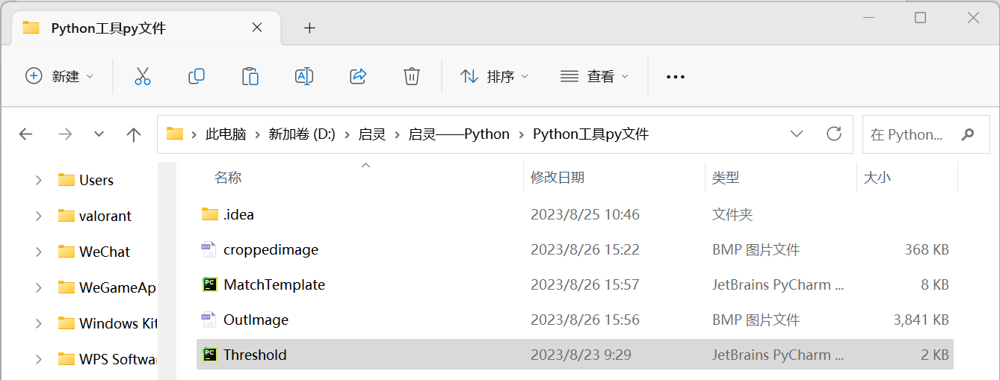 Python工具py文件
新建 排序 查看
此电脑 新加卷 (D:) 启灵 启灵——Python Python工具py文件 在 Python...
名称 修改日期 类型 大小
Users
valorant
WeChat
WeGameAp
Windows Kit
WPS Softwa
.idea 2023/8/25 10:46 文件夹
croppedimage 2023/8/26 15:22 BMP 图片文件 368 KB
MatchTemplate 2023/8/26 15:57 JetBrains PyCharm ... 8 KB
OutImage 2023/8/26 15:56 BMP 图片文件 3,841 KB
Threshold 2023/8/23 9:29 JetBrains PyCharm ... 2 KB